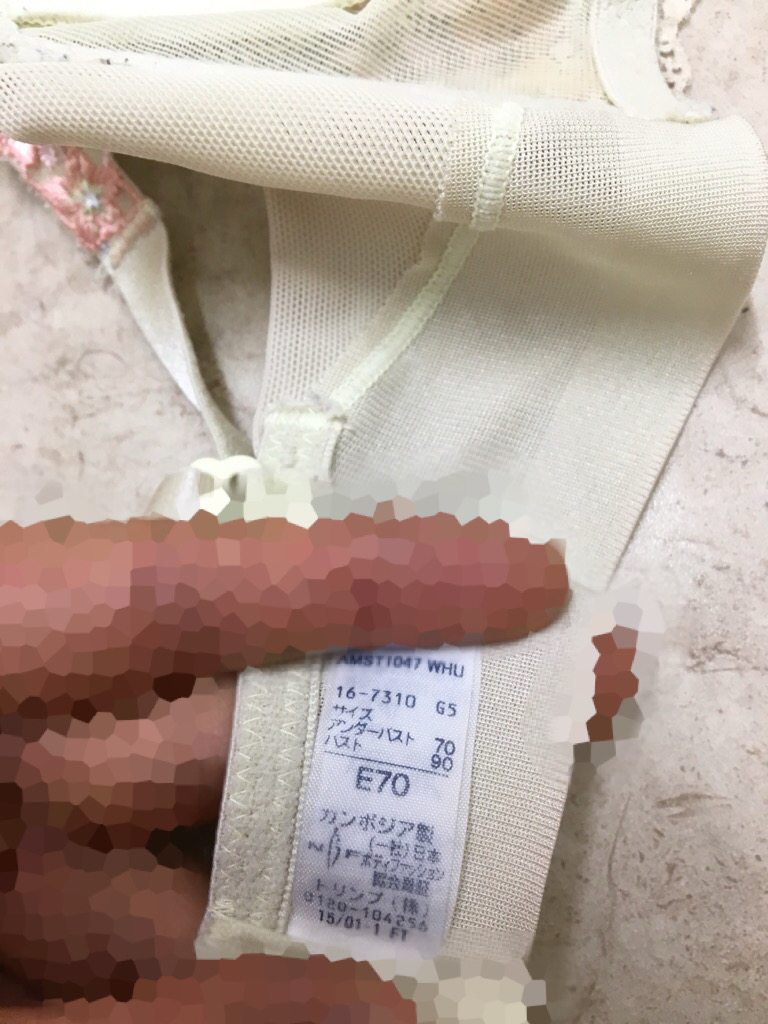 AMST1047 WHU
16-7310 G5
サイズ
アンダーバスト 70
バスト 90
E70
カンボジア製
(一社)日本
ボディファッション
協会認証
トリンプ(株)
0120-104256
15/01-1 FT